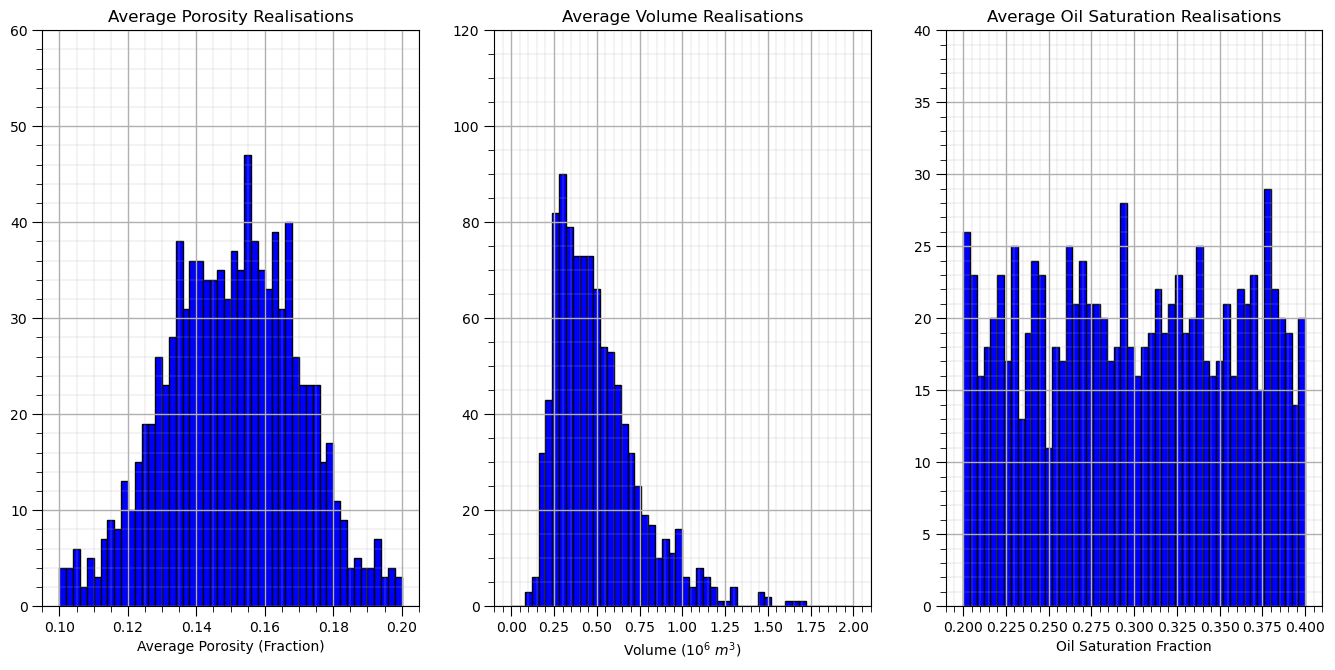 Average Porosity Realisations
60
50
40
30
20
10
0
0.10 0.12 0.14 0.16 0.18 0.20
Average Porosity (Fraction)
Average Volume Realisations
120
100
80
60
40
20
0
0.00 0.25 0.50 0.75 1.00 1.25 1.50 1.75 2.00
Volume (10⁶ m³)
Average Oil Saturation Realisations
40
35
30
25
20
15
10
5
0
0.200 0.225 0.250 0.275 0.300 0.325 0.350 0.375 0.400
Oil Saturation Fraction